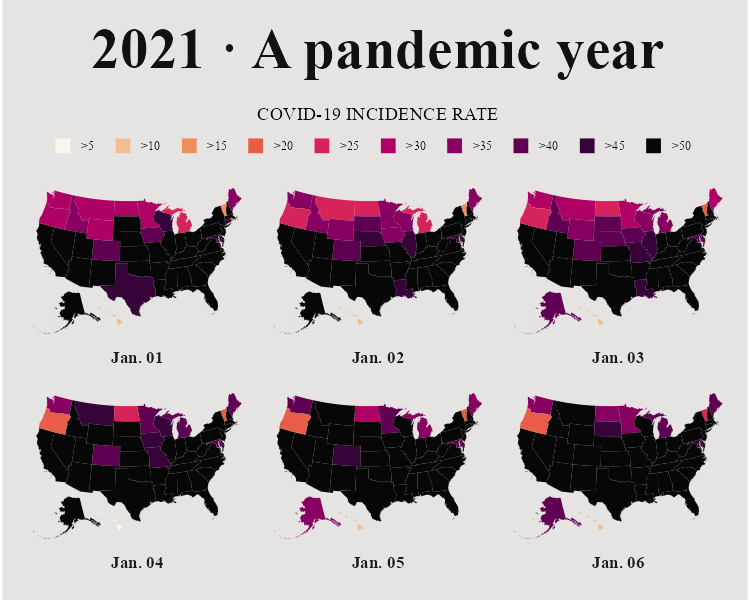 2021 · A pandemic year
COVID-19 INCIDENCE RATE
>5 >10 >15 >20 >25 >30 >35 >40 >45 >50
Jan. 01 Jan. 02 Jan. 03
Jan. 04 Jan. 05 Jan. 06